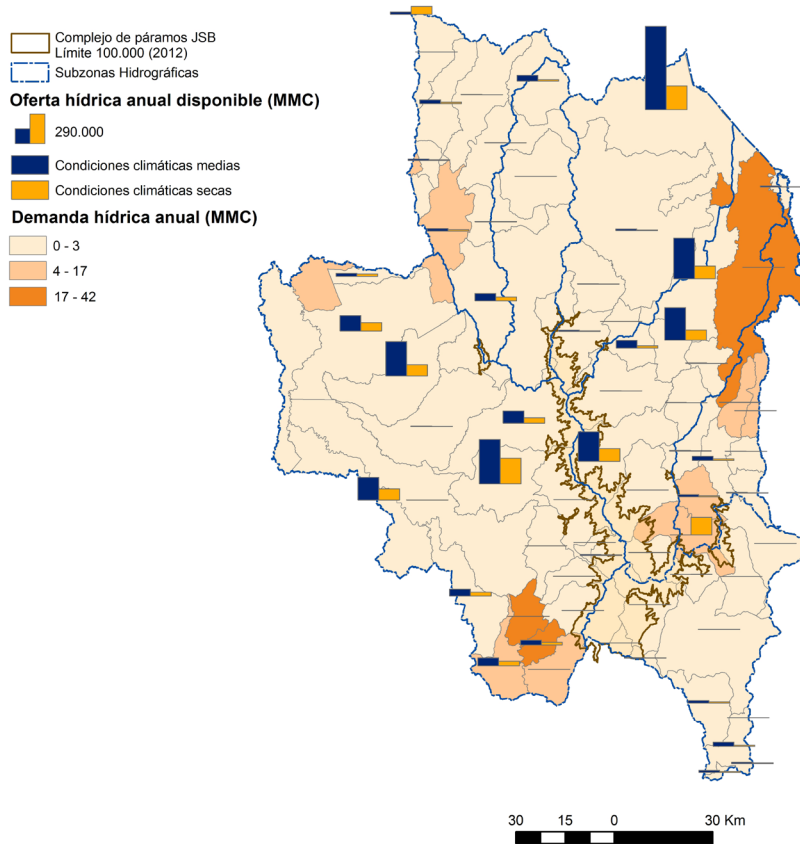 Complejo de páramos JSB
Límite 100.000 (2012)
Subzonas Hidrográficas
Oferta hídrica anual disponible (MMC)
290.000
Condiciones climáticas medias
Condiciones climáticas secas
Demanda hídrica anual (MMC)
0 - 3
4 - 17
17 - 42
30 15 0 30 Km